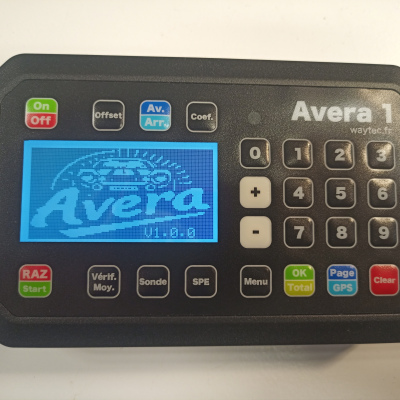 On
Off
Offset
Av.
Arr.
Coef.
Avera 1
waytec.fr
Avera
V1.0.0
0
1
2
3
+
4
5
6
-
7
8
9
RAZ
Start
Vérif.
Moy.
Sonde
SPE
Menu
OK
Total
Page
GPS
Clear